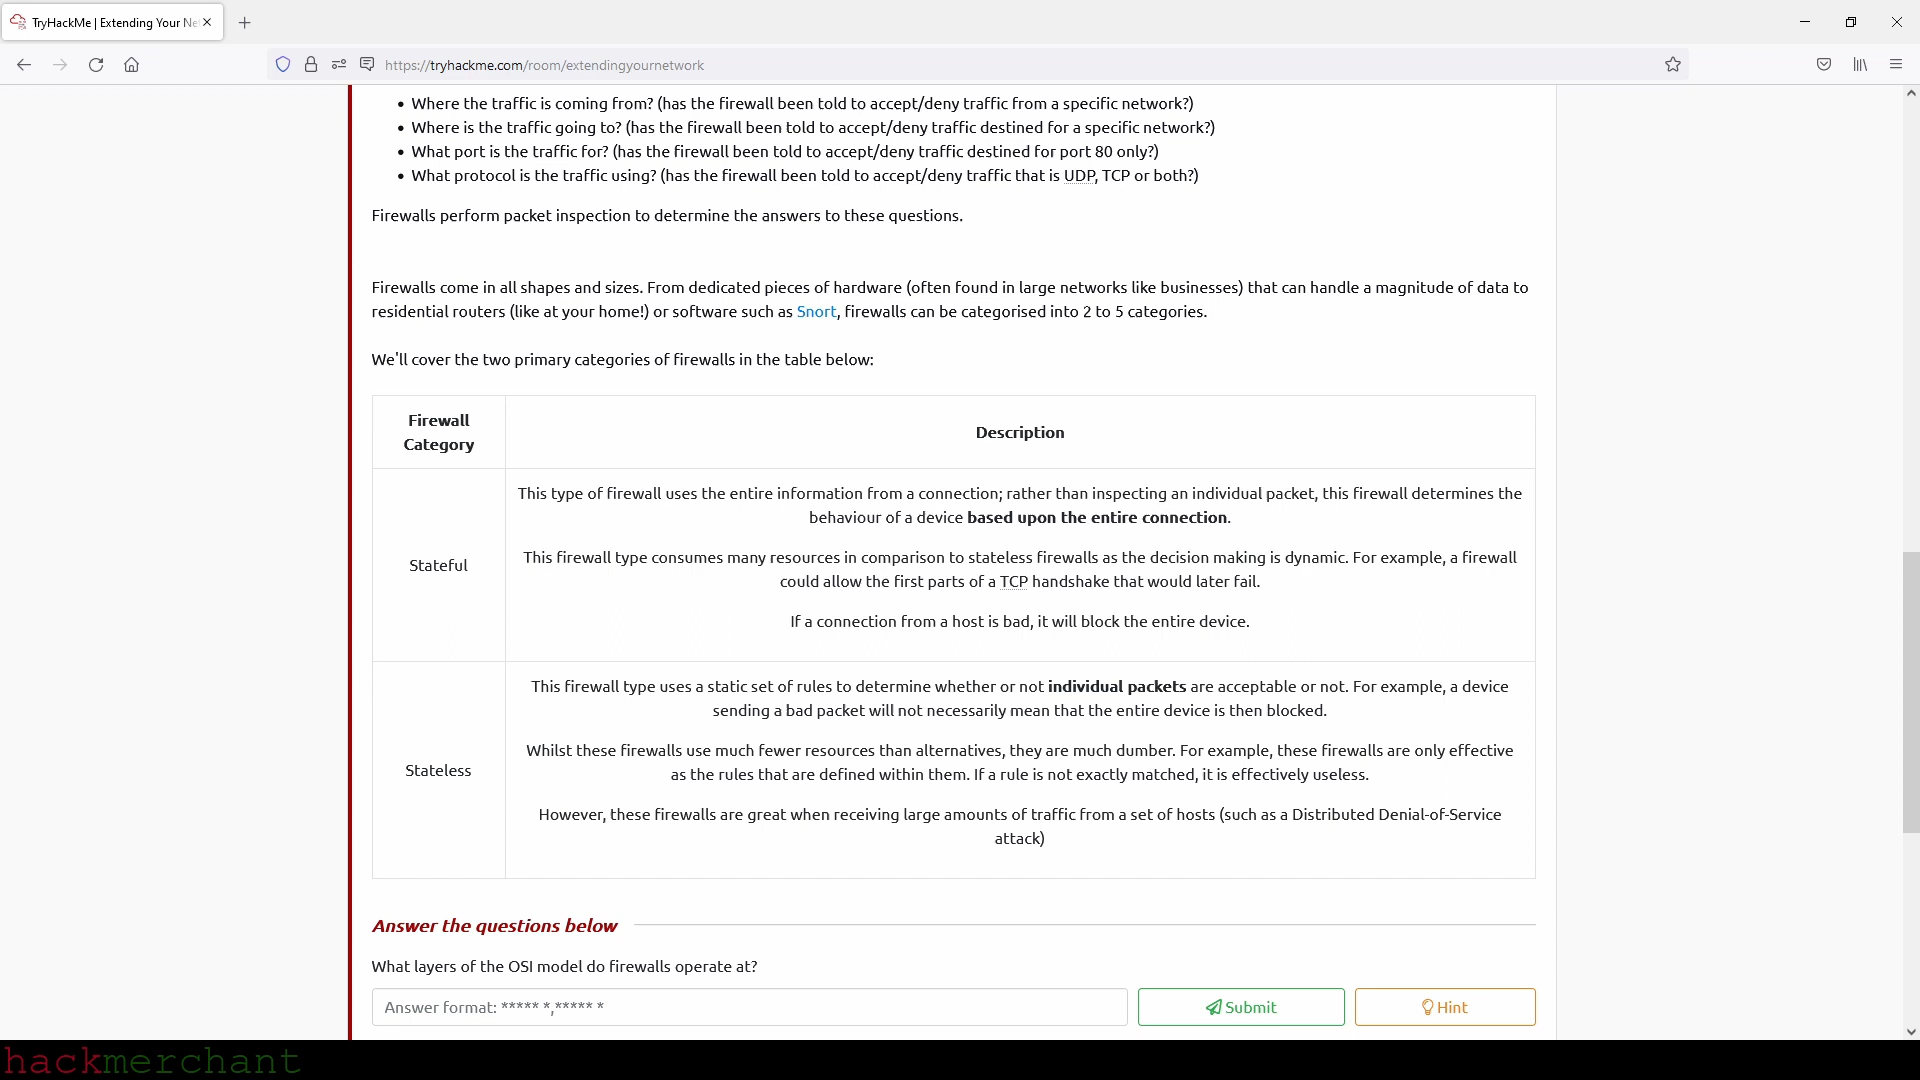 TryHackMe | Extending Your Ne
https://tryhackme.com/room/extendingyournetwork
• Where the traffic is coming from? (has the firewall been told to accept/deny traffic from a specific network?)
• Where is the traffic going to? (has the firewall been told to accept/deny traffic destined for a specific network?)
• What port is the traffic for? (has the firewall been told to accept/deny traffic destined for port 80 only?)
• What protocol is the traffic using? (has the firewall been told to accept/deny traffic that is UDP, TCP or both?)
Firewalls perform packet inspection to determine the answers to these questions.
Firewalls come in all shapes and sizes. From dedicated pieces of hardware (often found in large networks like businesses) that can handle a magnitude of data to
residential routers (like at your home!) or software such as Snort, firewalls can be categorised into 2 to 5 categories.
We'll cover the two primary categories of firewalls in the table below:
Firewall
Category
Description
Stateful
This type of firewall uses the entire information from a connection; rather than inspecting an individual packet, this firewall determines the
behaviour of a device based upon the entire connection.
This firewall type consumes many resources in comparison to stateless firewalls as the decision making is dynamic. For example, a firewall
could allow the first parts of a TCP handshake that would later fail.
If a connection from a host is bad, it will block the entire device.
Stateless
This firewall type uses a static set of rules to determine whether or not individual packets are acceptable or not. For example, a device
sending a bad packet will not necessarily mean that the entire device is then blocked.
Whilst these firewalls use much fewer resources than alternatives, they are much dumber. For example, these firewalls are only effective
as the rules that are defined within them. If a rule is not exactly matched, it is effectively useless.
However, these firewalls are great when receiving large amounts of traffic from a set of hosts (such as a Distributed Denial-of-Service
attack)
Answer the questions below
What layers of the OSI model do firewalls operate at?
Answer format: ***** *,***** *
Submit
Hint
hackmerchant